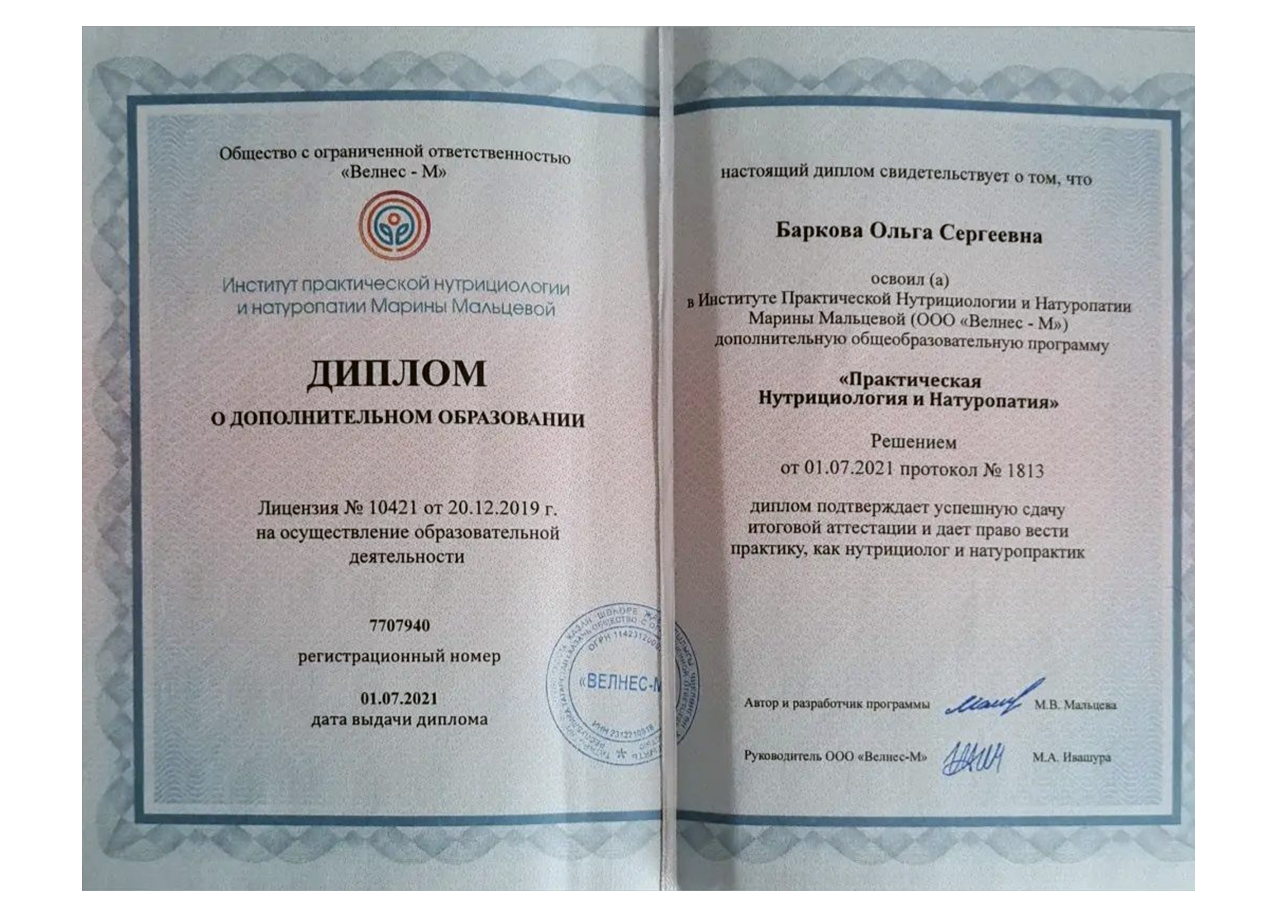 Общество с ограниченной ответственностью
«Велнес - М»
Институт практической нутрициологии
и натуропатии Марины Мальцевой
ДИПЛОМ
О ДОПОЛНИТЕЛЬНОМ ОБРАЗОВАНИИ
Лицензия № 10421 от 20.12.2019 г.
на осуществление образовательной
деятельности
7707940
регистрационный номер
01.07.2021
дата выдачи диплома
«ВЕЛНЕС-М
настоящий диплом свидетельствует о том, что
Баркова Ольга Сергеевна
освоил (а)
в Институте Практической Нутрициологии и Натуропатии
Марины Мальцевой (ООО «Велнес - М»)
дополнительную общеобразовательную программу
«Практическая
Нутрициология и Натуропатия»
Решением
от 01.07.2021 протокол № 1813
диплом подтверждает успешную сдачу
итоговой аттестации и дает право вести
практику, как нутрициолог и натуропрактик
Автор и разработчик программы М.В. Мальцева
Руководитель ООО «Велнес-М» М.А. Ивашура